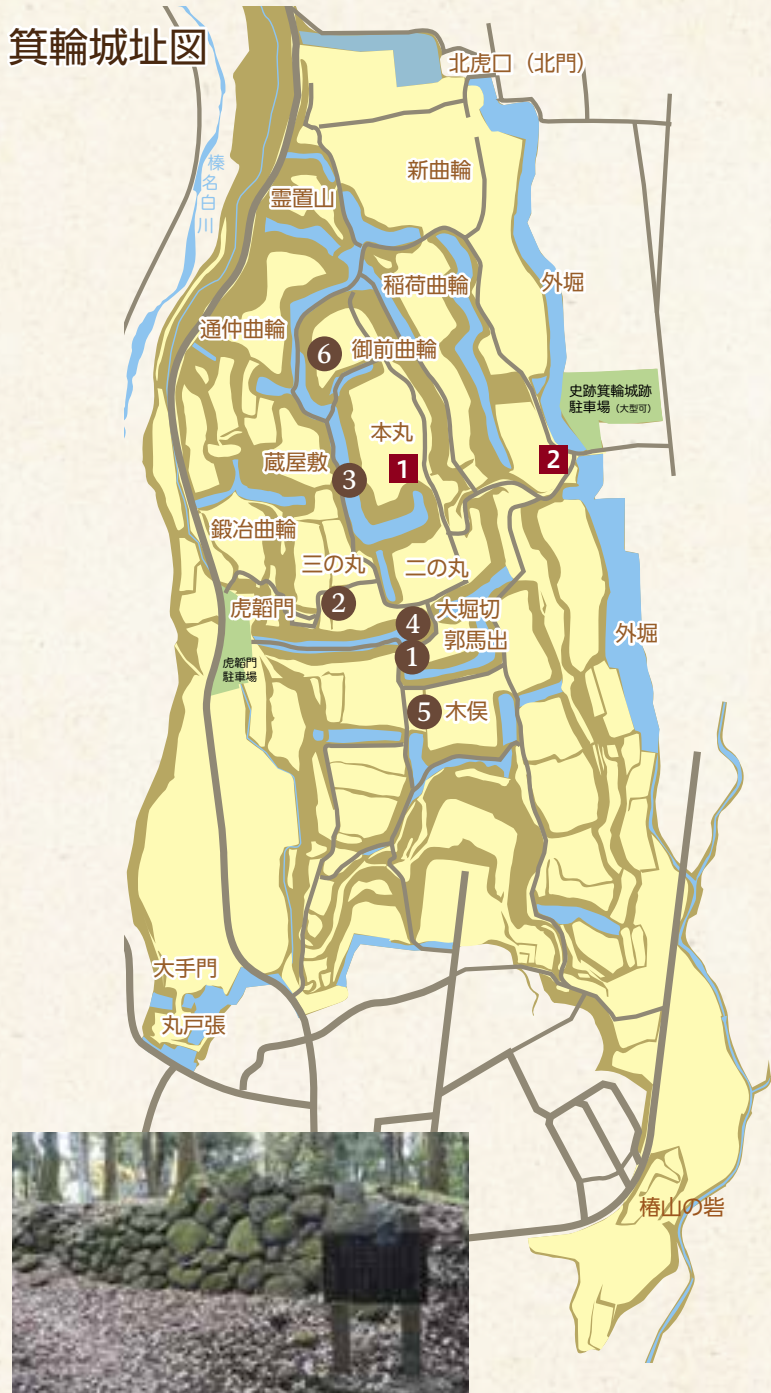 箕輪城址図
北虎口（北門）
榛名白川
新曲輪
霊置山
稲荷曲輪
外堀
通仲曲輪
6
御前曲輪
史跡箕輪城跡
駐車場（大型可）
本丸
1
2
蔵屋敷
3
鍛冶曲輪
三の丸
二の丸
虎韜門
2
大堀切
4
郭馬出
1
外堀
虎韜門
駐車場
5
木俣
大手門
丸戸張
椿山の砦